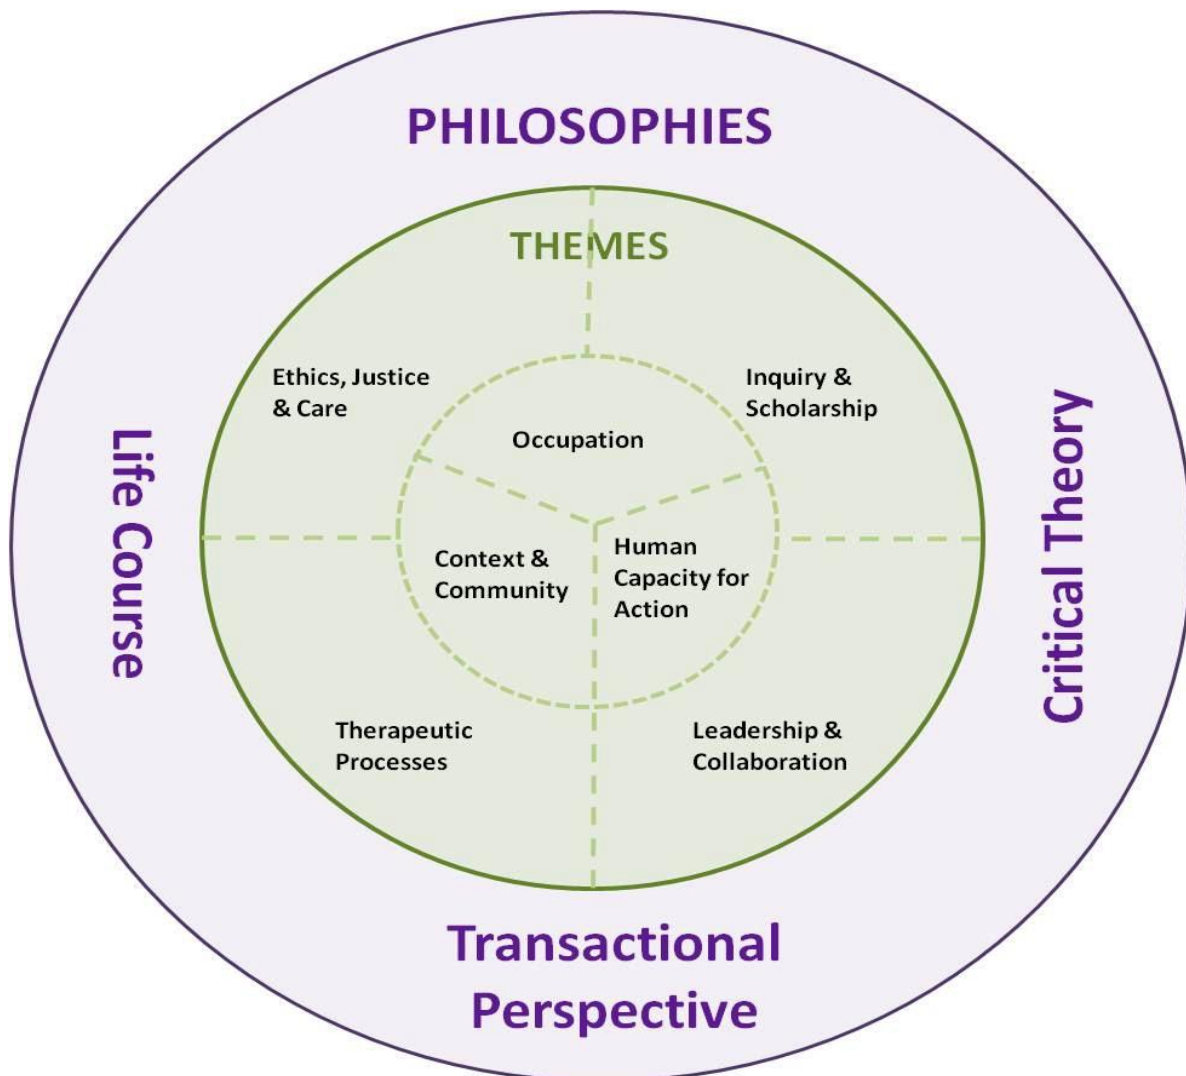 PHILOSOPHIES
THEMES
Ethics, Justice
& Care
Inquiry &
Scholarship
Occupation
Life Course
Critical Theory
Context &
Community
Human
Capacity for
Action
Therapeutic
Processes
Leadership &
Collaboration
Transactional
Perspective